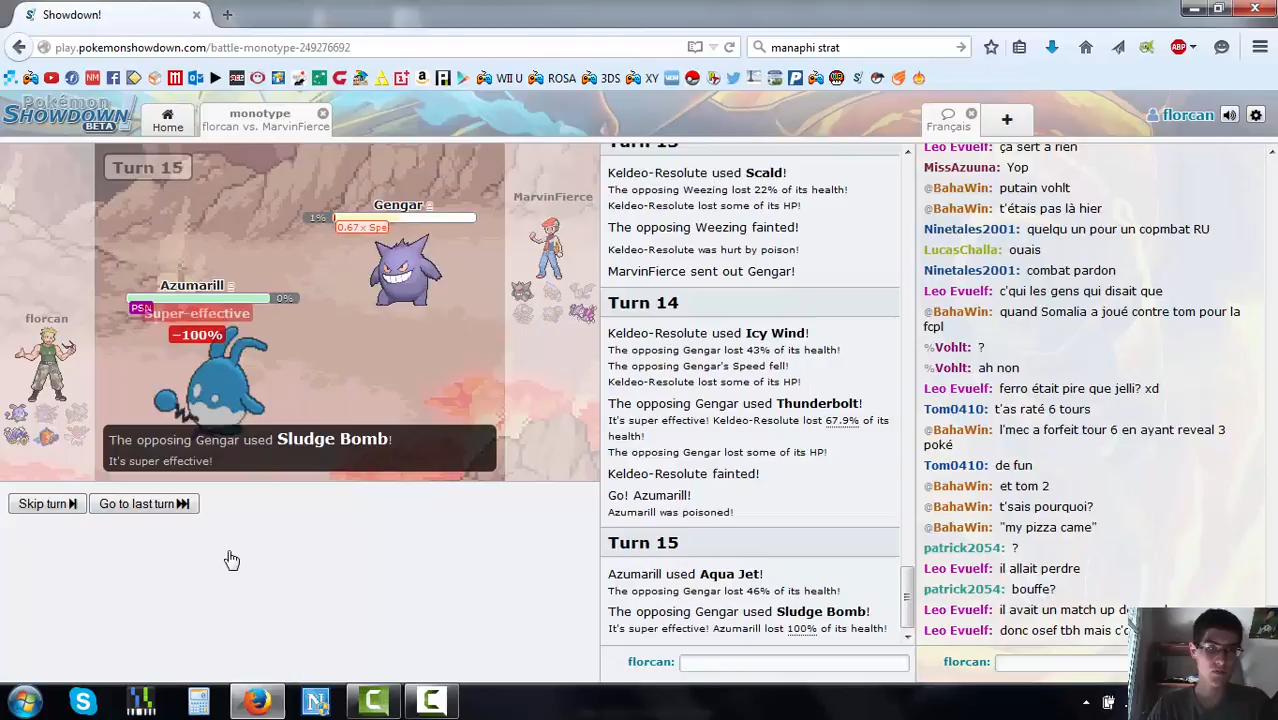 Showdown!
play.pokemonshowdown.com/battle-monotype-249276692
manaphi strat
ABP
WII U
ROSA
3DS
XY
Pokémon
SHOWDOWN
BETA
Home
monotype
florcan vs. MarvinFierce
Français
florcan
Turn 15
Gengar
1%
0.67× Spe
Azumarill
0%
PSN
Super-effective
−100%
florcan
MarvinFierce
The opposing Gengar used Sludge Bomb!
It's super effective!
Skip turn
Go to last turn
Keldeo-Resolute used Scald!
The opposing Weezing lost 22% of its health!
Keldeo-Resolute lost some of its HP!
The opposing Weezing fainted!
Keldeo-Resolute was hurt by poison!
MarvinFierce sent out Gengar!
Turn 14
Keldeo-Resolute used Icy Wind!
The opposing Gengar lost 43% of its health!
The opposing Gengar's Speed fell!
Keldeo-Resolute lost some of its HP!
The opposing Gengar used Thunderbolt!
It's super effective! Keldeo-Resolute lost 67.9% of its
health!
The opposing Gengar lost some of its HP!
Keldeo-Resolute fainted!
Go! Azumarill!
Azumarill was poisoned!
Turn 15
Azumarill used Aqua Jet!
The opposing Gengar lost 46% of its health!
The opposing Gengar used Sludge Bomb!
It's super effective! Azumarill lost 100% of its health!
florcan:
Leo Evuelf: ça sert a rien
MissAzuuna: Yop
@BahaWin: putain vohlt
@BahaWin: t'étais pas là hier
Ninetales2001: quelqu un pour un copmbat RU
LucasChalla: ouais
Ninetales2001: combat pardon
Leo Evuelf: c'qui les gens qui disait que
@BahaWin: quand Somalia a joué contre tom pour la
fcpl
%Vohlt: ?
%Vohlt: ah non
Leo Evuelf: ferro était pire que jelli? xd
Tom0410: t'as raté 6 tours
@BahaWin: l'mec a forfeit tour 6 en ayant reveal 3
poké
Tom0410: de fun
@BahaWin: et tom 2
@BahaWin: t'sais pourquoi?
@BahaWin: "my pizza came"
patrick2054: ?
Leo Evuelf: il allait perdre
patrick2054: bouffe?
Leo Evuelf: il avait un match up
Leo Evuelf: donc osef tbh mais c'
florcan: